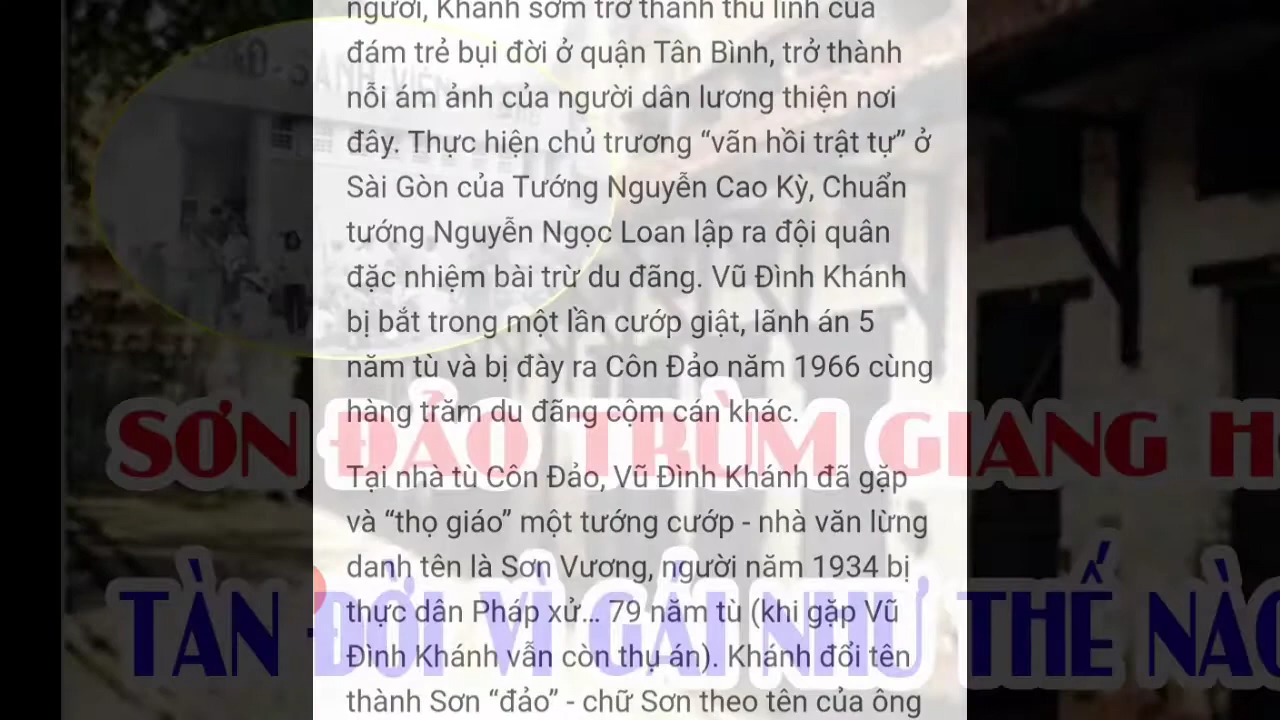 người, Khánh sớm trở thành thủ lĩnh của
đám trẻ bụi đời ở quận Tân Bình, trở thành
nỗi ám ảnh của người dân lương thiện nơi
đây. Thực hiện chủ trương “vãn hồi trật tự” ở
Sài Gòn của Tướng Nguyễn Cao Kỳ, Chuẩn
tướng Nguyễn Ngọc Loan lập ra đội quân
đặc nhiệm bài trừ du đãng. Vũ Đình Khánh
bị bắt trong một lần cướp giật, lãnh án 5
năm tù và bị đày ra Côn Đảo năm 1966 cùng
hàng trăm du đãng cộm cán khác.
SƠN ĐẢO TRÙM GIANG H
Tại nhà tù Côn Đảo, Vũ Đình Khánh đã gặp
và “thọ giáo” một tướng cướp - nhà văn lừng
danh tên là Sơn Vương, người năm 1934 bị
thực dân Pháp xử... 79 năm tù (khi gặp Vũ
Đình Khánh vẫn còn thụ án). Khánh đổi tên
thành Sơn “đảo” - chữ Sơn theo tên của ông
TÀN ĐỜI VÌ GÁI NHƯ THẾ NÀO